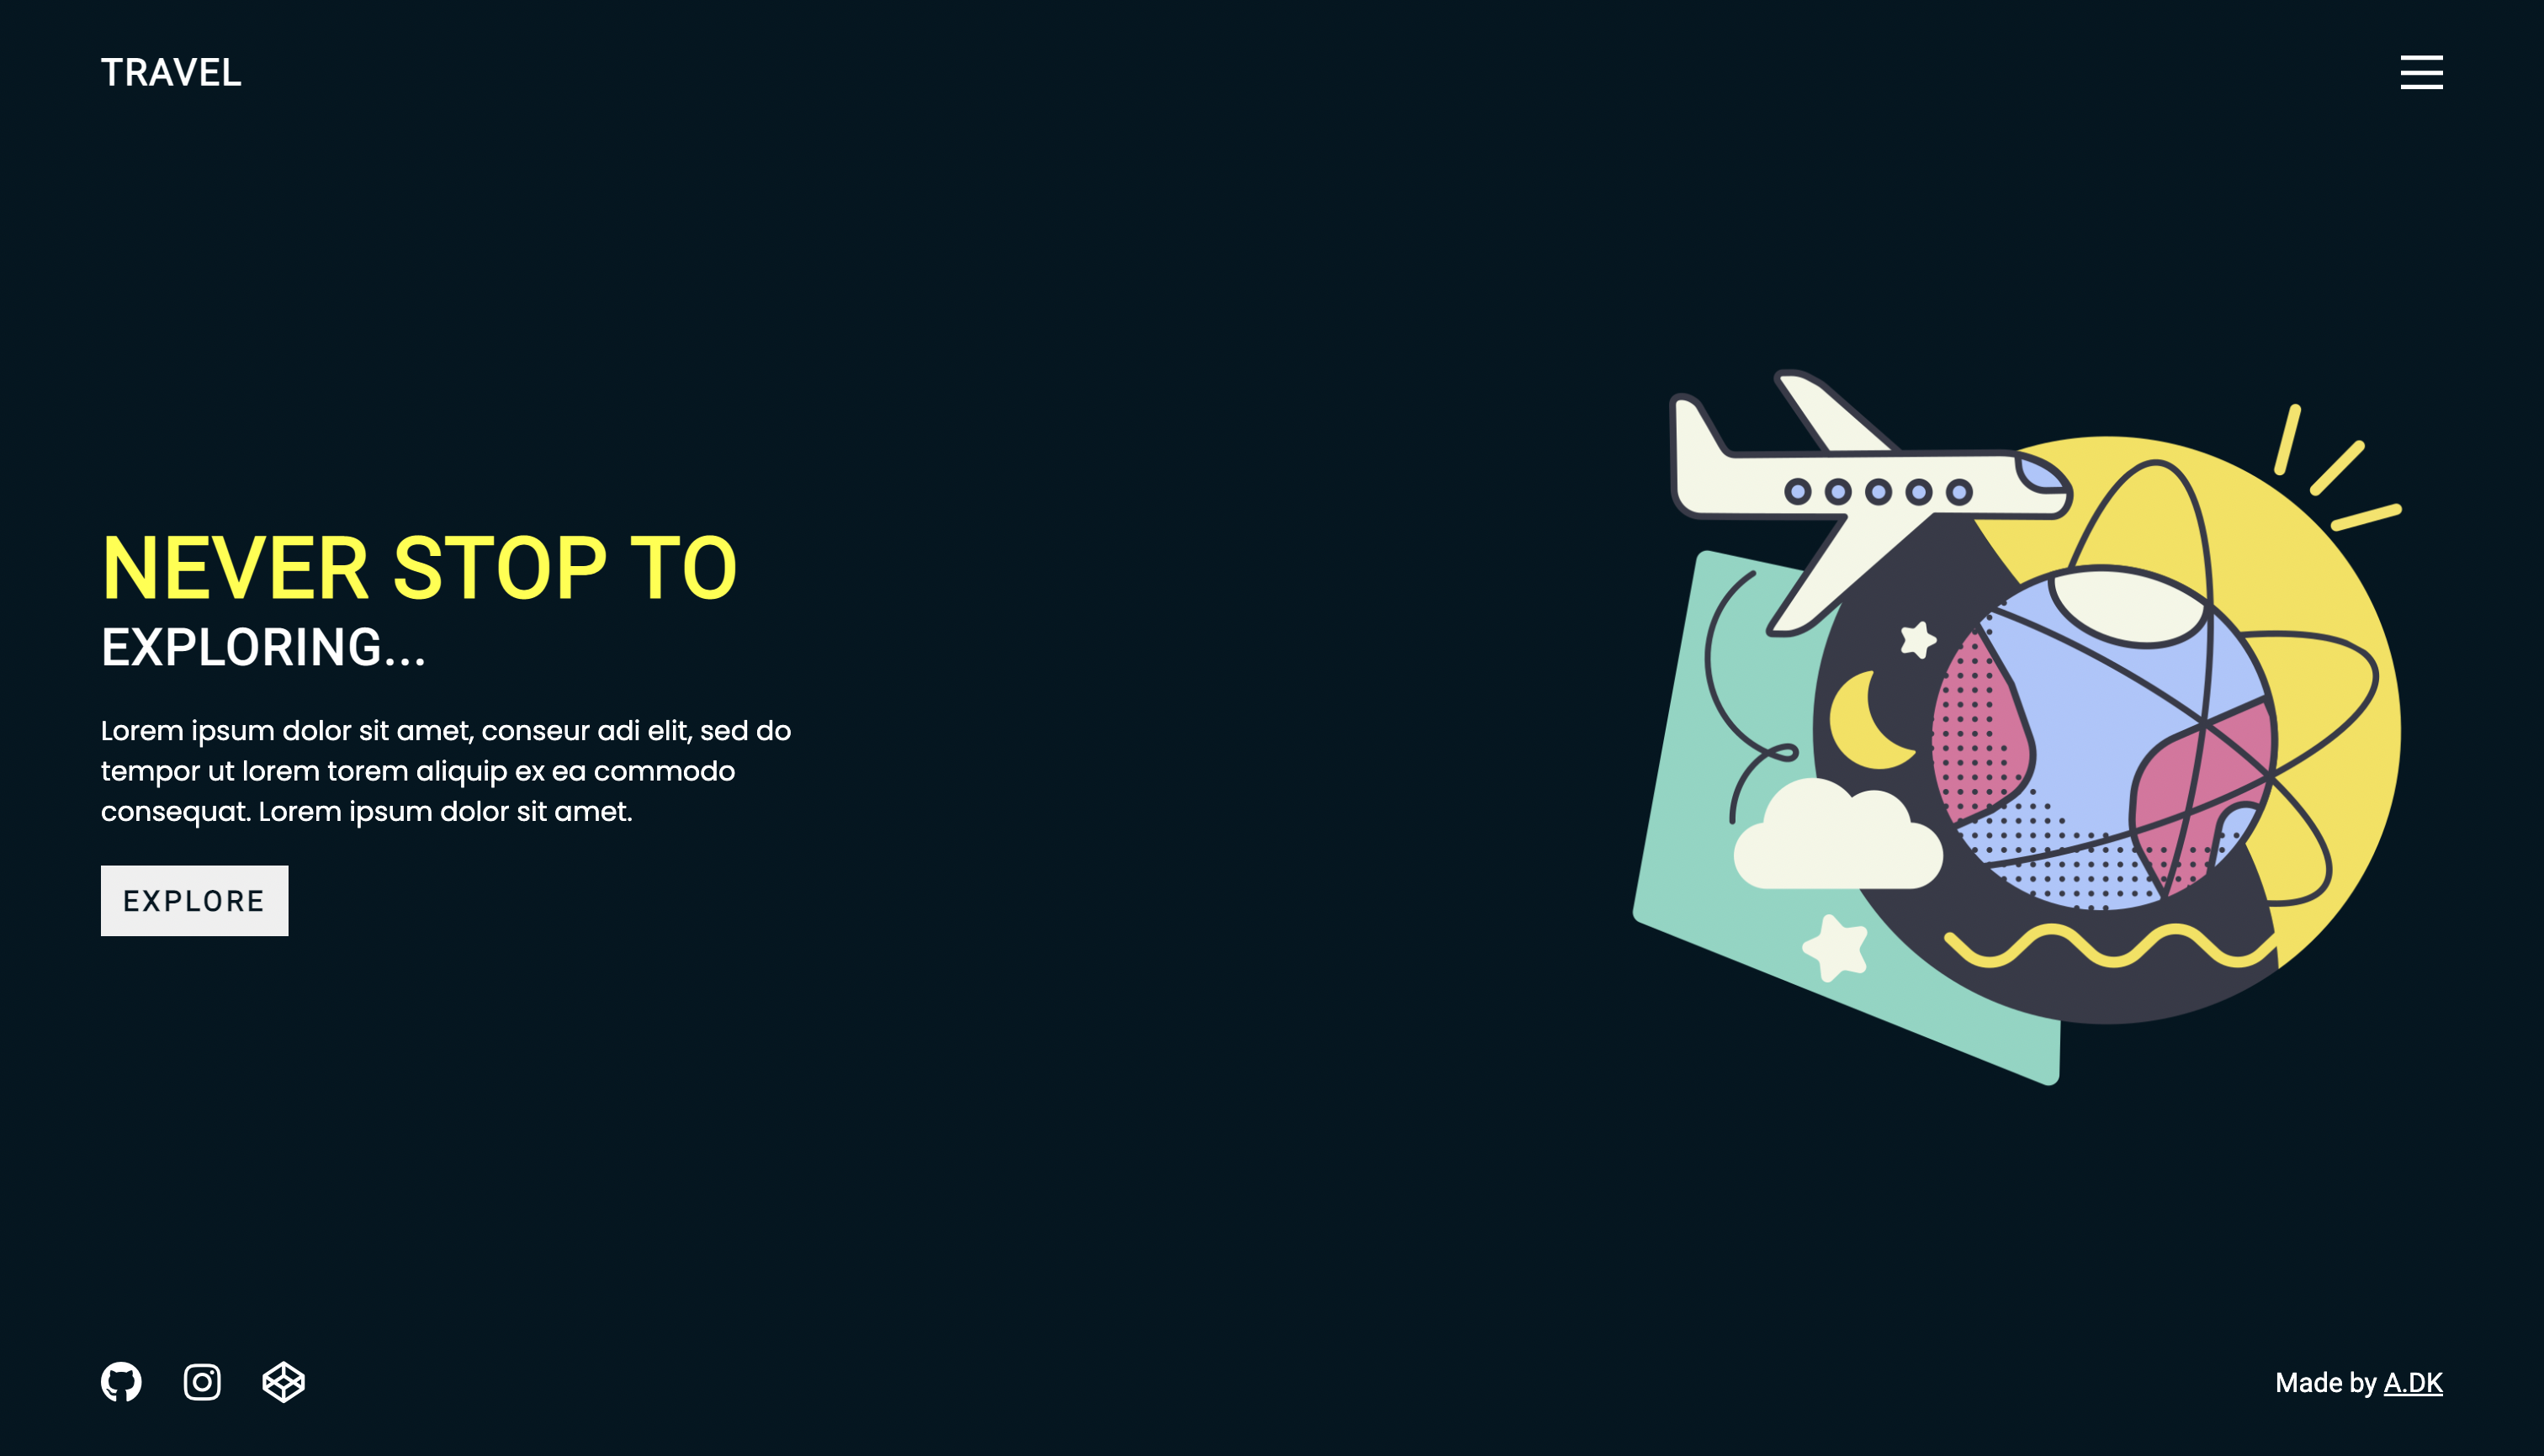 TRAVEL
NEVER STOP TO
EXPLORING...
Lorem ipsum dolor sit amet, conseur adi elit, sed do
tempor ut lorem torem aliquip ex ea commodo
consequat. Lorem ipsum dolor sit amet.
EXPLORE
Made by A.DK